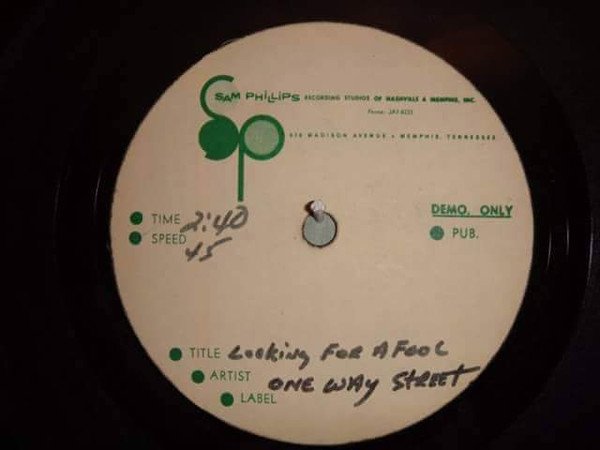 SAM PHILLIPS RECORDING STUDIOS OF NASHVILLE & MEMPHIS, INC.
Phone:
MADISON AVENUE • MEMPHIS, TENNESSEE
sp
TIME 2:40
DEMO. ONLY
SPEED 45
PUB.
TITLE Looking FOR A FOOL
ARTIST ONE WAY STREET
LABEL